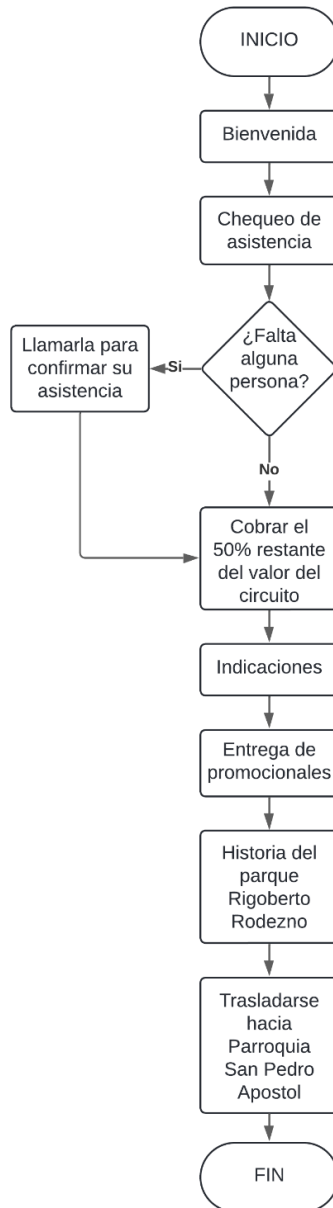 INICIO
Bienvenida
Chequeo de
asistencia
¿Falta
alguna
persona?
Si
Llamarla para
confirmar su
asistencia
No
Cobrar el
50% restante
del valor del
circuito
Indicaciones
Entrega de
promocionales
Historia del
parque
Rigoberto
Rodezno
Trasladarse
hacia
Parroquia
San Pedro
Apostol
FIN